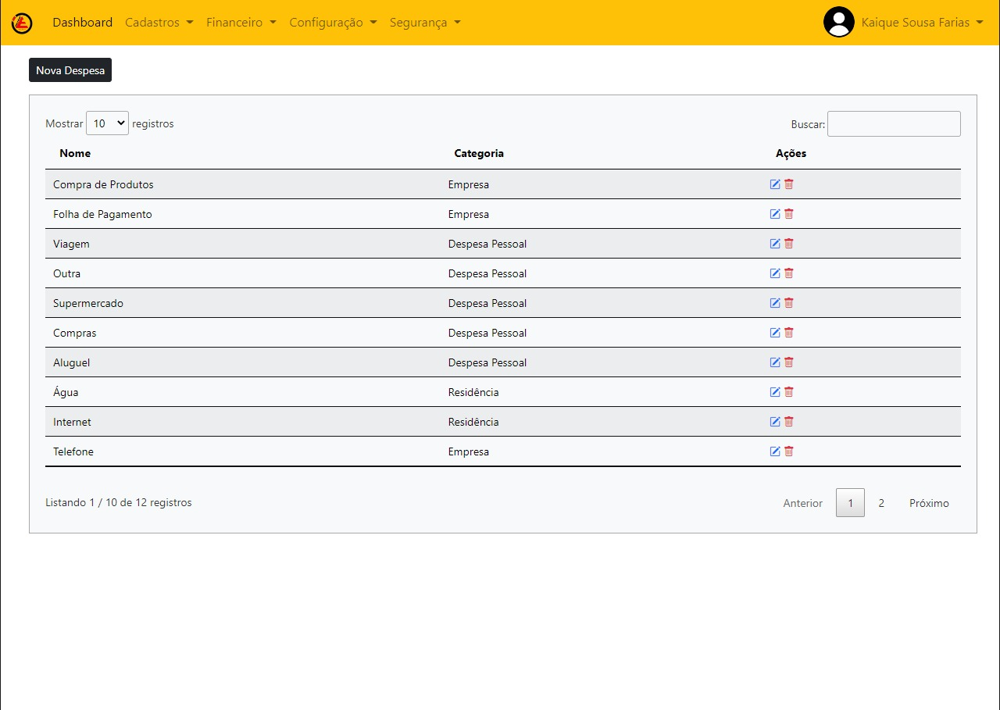 Dashboard Cadastros Financeiro Configuração Segurança Kaique Sousa Farias
Nova Despesa
Mostrar 10 registros Buscar:
Nome Categoria Ações
Compra de Produtos Empresa
Folha de Pagamento Empresa
Viagem Despesa Pessoal
Outra Despesa Pessoal
Supermercado Despesa Pessoal
Compras Despesa Pessoal
Aluguel Despesa Pessoal
Água Residência
Internet Residência
Telefone Empresa
Listando 1 / 10 de 12 registros Anterior 1 2 Próximo